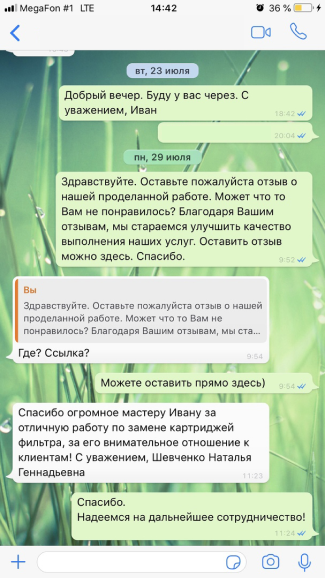 MegaFon #1 LTE 14:42 36 %
вт, 23 июля
Добрый вечер. Буду у вас через. С
уважением, Иван
18:42
20:04
пн, 29 июля
Здравствуйте. Оставьте пожалуйста отзыв о
нашей проделанной работе. Может что то
Вам не понравилось? Благодаря Вашим
отзывам, мы стараемся улучшить качество
выполнения наших услуг. Оставить отзыв
можно здесь. Спасибо.
9:52
Вы
Здравствуйте. Оставьте пожалуйста отзыв о нашей
проделанной работе. Может что то Вам не
понравилось? Благодаря Вашим отзывам, мы ста...
Где? Ссылка?
9:54
Можете оставить прямо здесь)
9:54
Спасибо огромное мастеру Ивану за
отличную работу по замене картриджей
фильтра, за его внимательное отношение к
клиентам! С уважением, Шевченко Наталья
Геннадьевна
11:23
Спасибо.
Надеемся на дальнейшее сотрудничество!
11:24